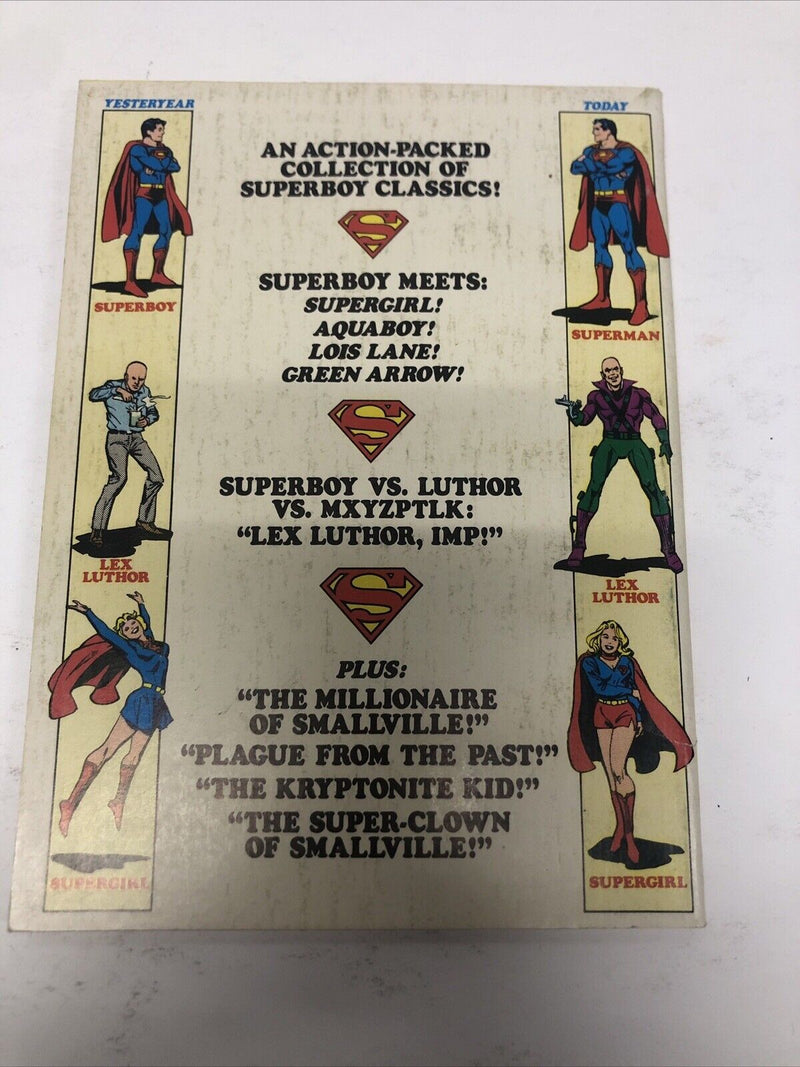 YESTERYEAR
SUPERBOY
LEX
LUTHOR
SUPERGIRL
AN ACTION-PACKED
COLLECTION OF
SUPERBOY CLASSICS!
SUPERBOY MEETS:
SUPERGIRL!
AQUABOY!
LOIS LANE!
GREEN ARROW!
SUPERBOY VS. LUTHOR
VS. MXYZPTLK:
“LEX LUTHOR, IMP!”
PLUS:
“THE MILLIONAIRE
OF SMALLVILLE!”
“PLAGUE FROM THE PAST!”
“THE KRYPTONITE KID!”
“THE SUPER-CLOWN
OF SMALLVILLE!”
TODAY
SUPERMAN
LEX
LUTHOR
SUPERGIRL